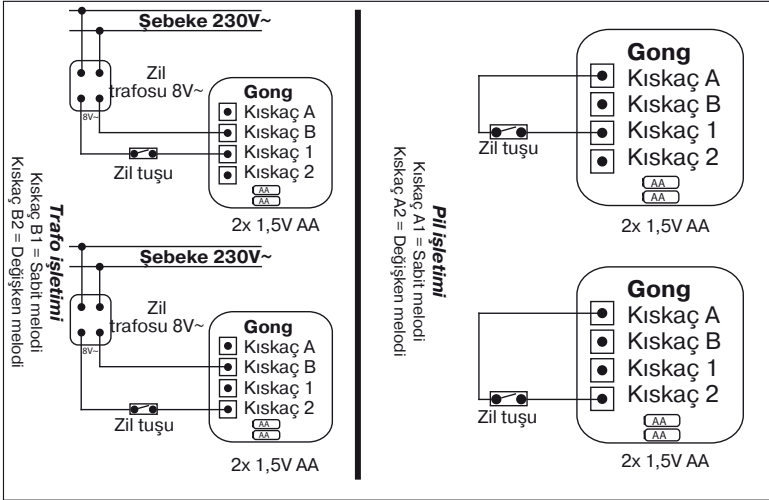 Şebeke 230V~
Zil
trafosu 8V~
8V~
Gong
Kıskaç A
Kıskaç B
Kıskaç 1
Kıskaç 2
Zil tuşu
AA
AA
2x 1,5V AA
Trafo işletimi
Kıskaç B1 = Sabit melodi
Kıskaç B2 = Değişken melodi
Şebeke 230V~
Zil
trafosu 8V~
8V~
Gong
Kıskaç A
Kıskaç B
Kıskaç 1
Kıskaç 2
Zil tuşu
AA
AA
2x 1,5V AA
Gong
Kıskaç A
Kıskaç B
Kıskaç 1
Kıskaç 2
Zil tuşu
AA
AA
2x 1,5V AA
Pil işletimi
Kıskaç A1 = Sabit melodi
Kıskaç A2 = Değişken melodi
Gong
Kıskaç A
Kıskaç B
Kıskaç 1
Kıskaç 2
Zil tuşu
AA
AA
2x 1,5V AA